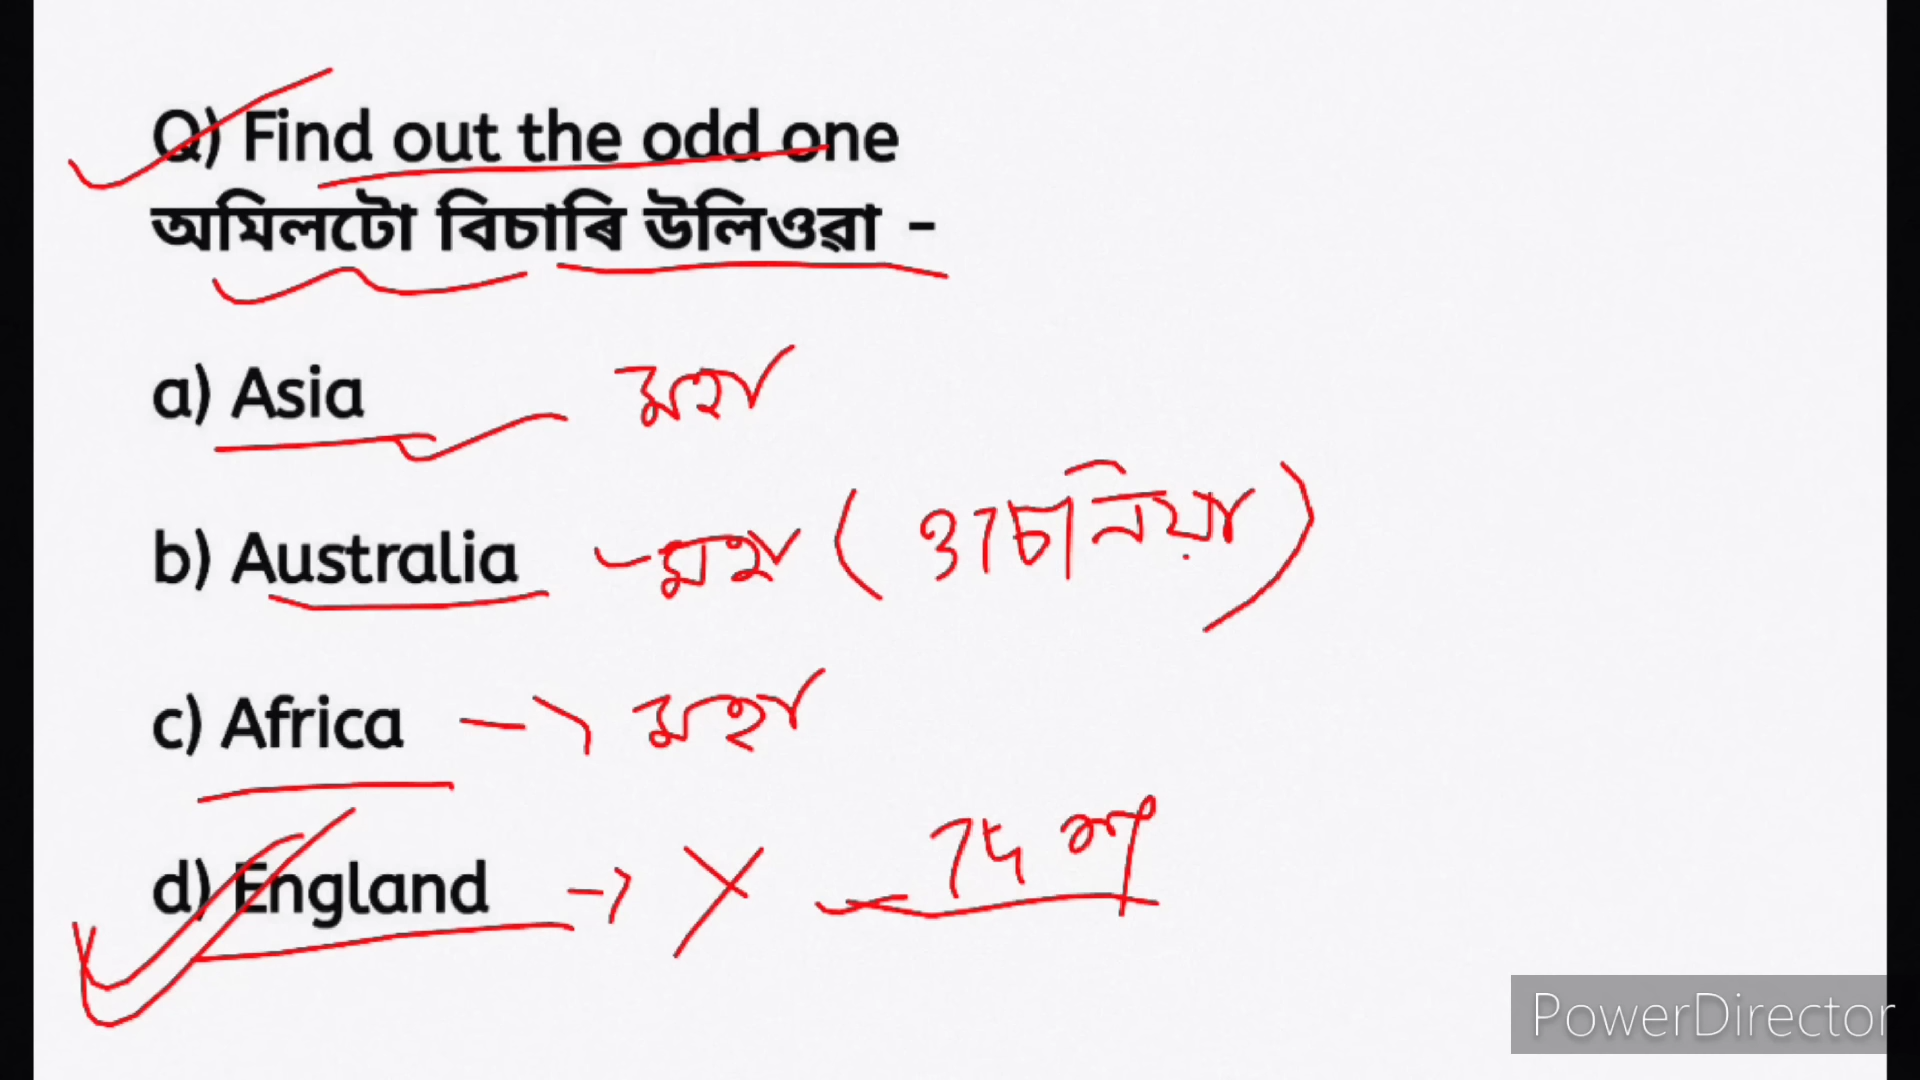 Q) Find out the odd one
অমিলটো বিচাৰি উলিওৱা -
a) Asia মহা
b) Australia - মহা (ওচেনিয়া)
c) Africa → মহা
d) England → X দেশ
PowerDirector